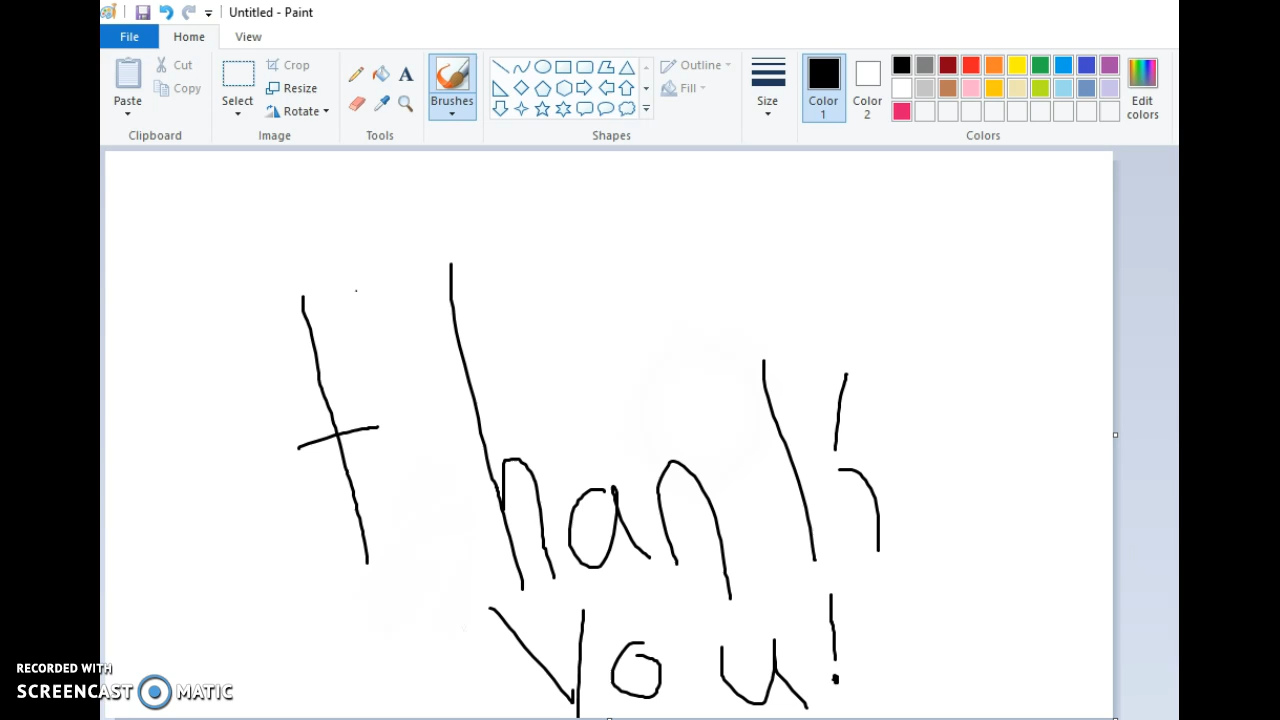 Untitled - Paint
File Home View
Paste Cut Copy Clipboard
Select Crop Resize Rotate Image
Tools
Brushes
Shapes
Outline Fill
Size
Color 1 Color 2
Edit colors
Colors
A
thank
you!
RECORDED WITH
SCREENCAST MATIC